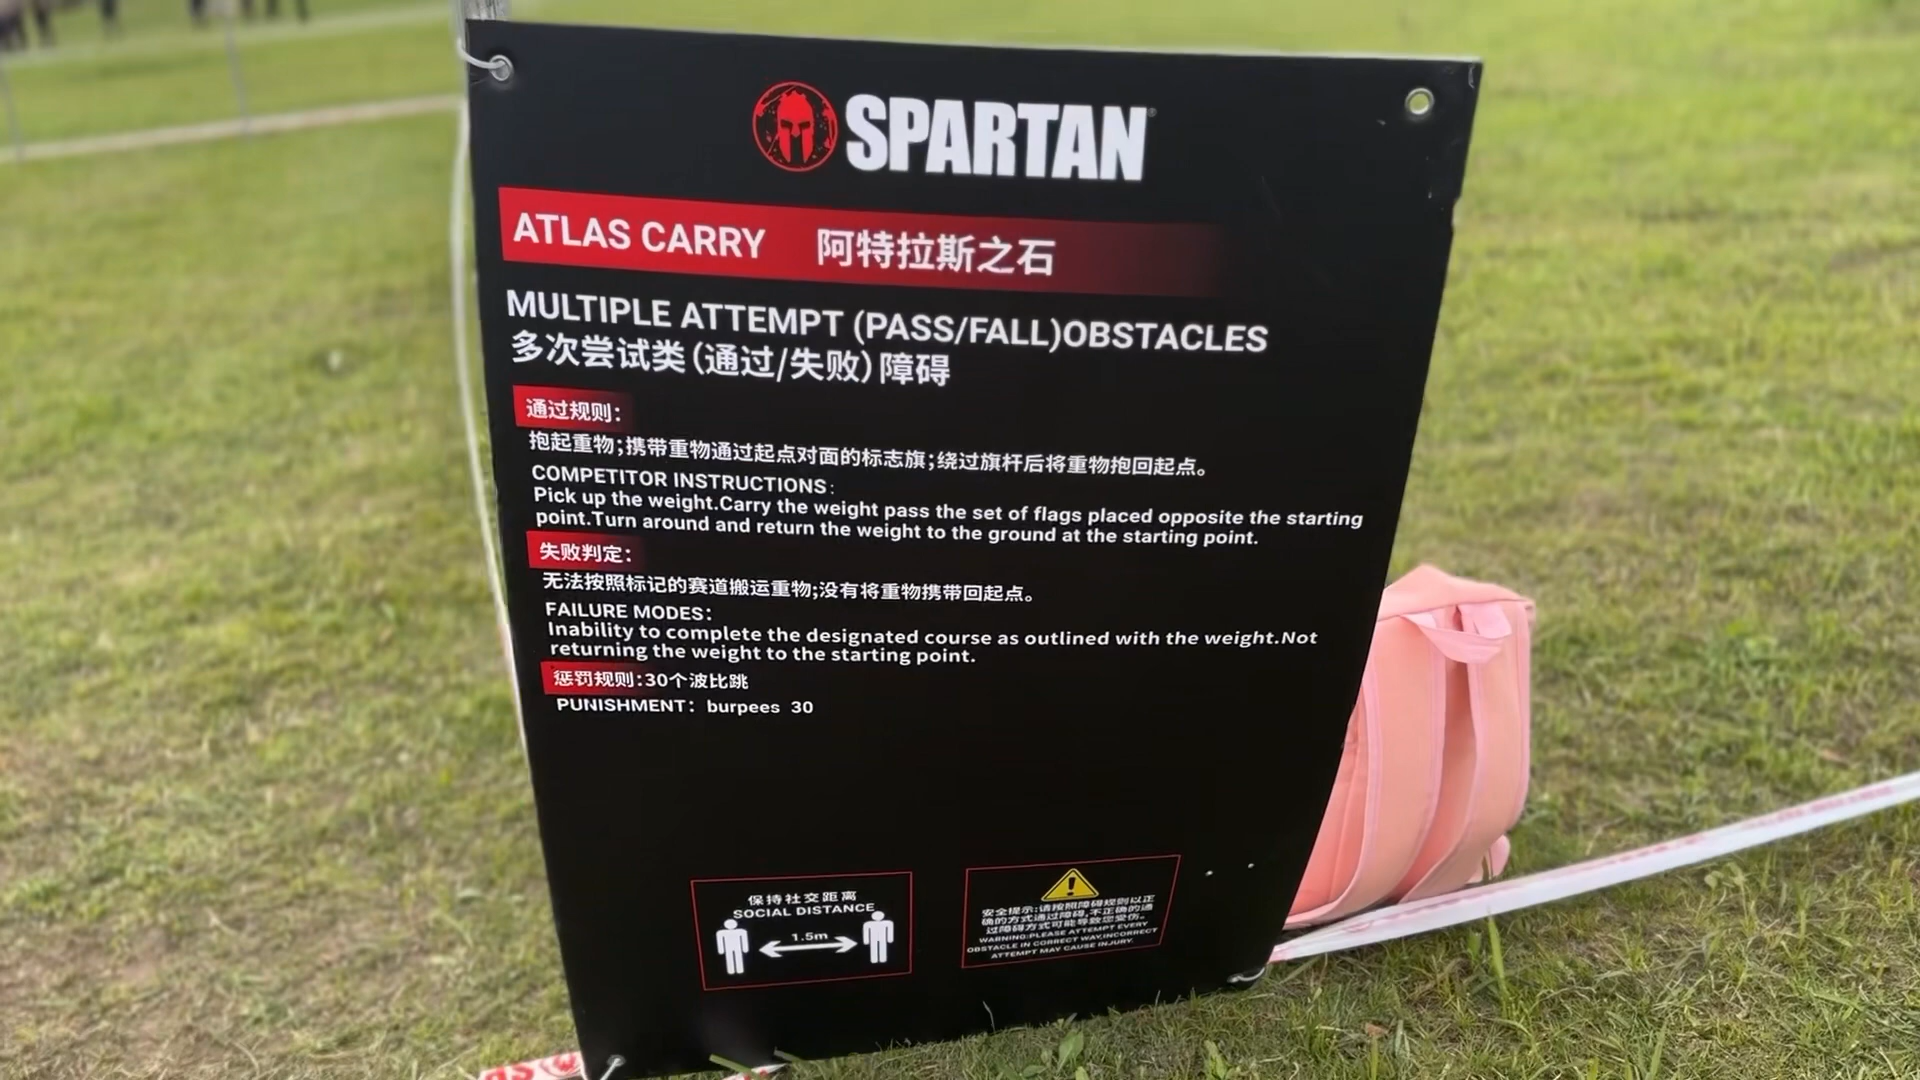 SPARTAN
ATLAS CARRY 阿特拉斯之石
MULTIPLE ATTEMPT (PASS/FALL)OBSTACLES
多次尝试类(通过/失败)障碍
通过规则:
抱起重物;携带重物通过起点对面的标志旗;绕过旗杆后将重物抱回起点。
COMPETITOR INSTRUCTIONS:
Pick up the weight.Carry the weight pass the set of flags placed opposite the starting
point.Turn around and return the weight to the ground at the starting point.
失败判定:
无法按照标记的赛道搬运重物;没有将重物携带回起点。
FAILURE MODES:
Inability to complete the designated course as outlined with the weight.Not
returning the weight to the starting point.
惩罚规则:30个波比跳
PUNISHMENT: burpees 30
保持社交距离
SOCIAL DISTANCE
1.5m
安全提示:请按照障碍规则以正
确的方式通过障碍,不正确的通
过障碍方式可能导致您受伤。
WARNING:PLEASE ATTEMPT EVERY
OBSTACLE IN CORRECT WAY,INCORRECT
ATTEMPT MAY CAUSE INJURY.
SP